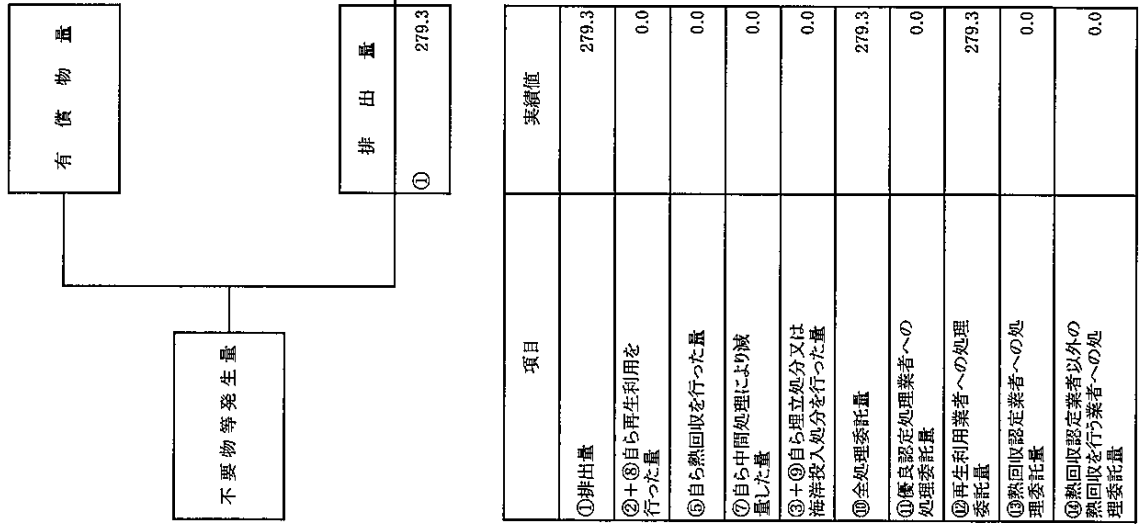 不要物等発生量
有償物量
排出量
① 279.3
項目 実績値
①排出量 279.3
②+⑧自ら再生利用を
行った量 0.0
⑤自ら熱回収を行った量 0.0
⑦自ら中間処理により減
量した量 0.0
③+⑨自ら埋立処分又は
海洋投入処分を行った量 0.0
⑩全処理委託量 279.3
⑪優良認定処理業者への
処理委託量 0.0
⑫再生利用業者への処理
委託量 279.3
⑬熱回収認定業者への処
理委託量 0.0
⑭熱回収認定業者以外の
熱回収を行う業者への処
理委託量 0.0